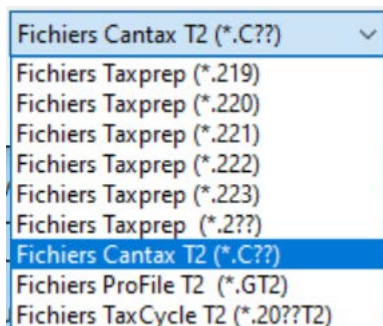 Fichiers Cantax T2 (*.C??)
Fichiers Taxprep (*.219)
Fichiers Taxprep (*.220)
Fichiers Taxprep (*.221)
Fichiers Taxprep (*.222)
Fichiers Taxprep (*.223)
Fichiers Taxprep (*.2??)
Fichiers Cantax T2 (*.C??)
Fichiers ProFile T2 (*.GT2)
Fichiers TaxCycle T2 (*.20??T2)